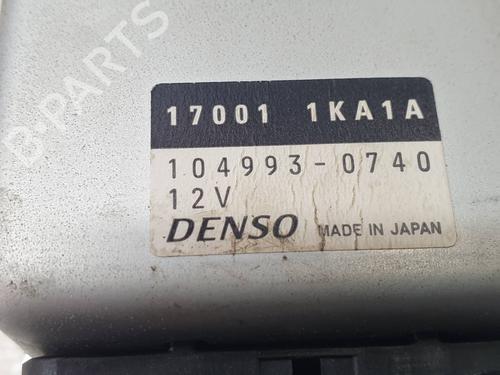 B-PARTS
17001 1KA1A
104993-0740
12V
DENSO MADE IN JAPAN